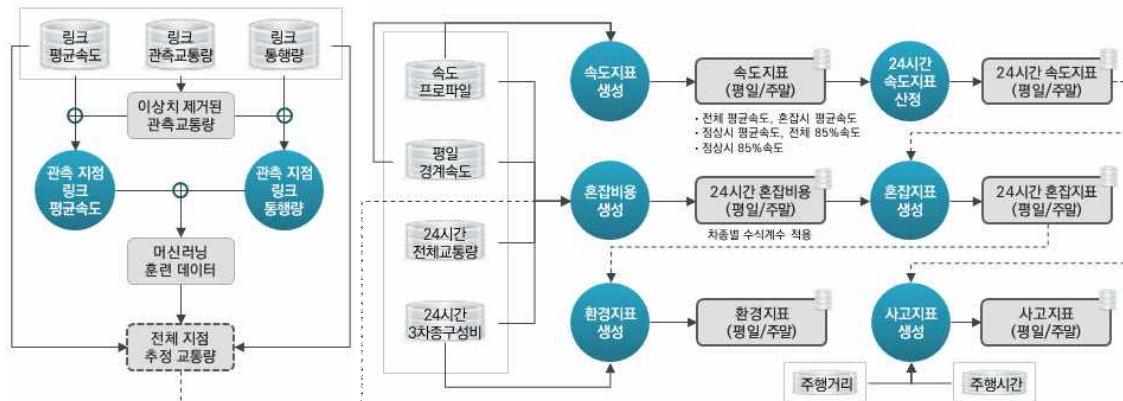 링크
평균속도
링크
관측교통량
링크
통행량
이상치 제거된
관측교통량
관측 지점
링크
평균속도
관측 지점
링크
통행량
머신러닝
훈련 데이터
전체 지점
추정 교통량
속도
프로파일
평일
경계속도
24시간
전체교통량
24시간
3차종구성비
속도지표
생성
속도지표
(평일/주말)
• 전체 평균속도, 혼잡시 평균속도
• 정상시 평균속도, 전체 85%속도
• 정상시 85%속도
24시간
속도지표
산정
24시간 속도지표
(평일/주말)
혼잡비용
생성
24시간 혼잡비용
(평일/주말)
차종별 수식계수 적용
혼잡지표
생성
24시간 혼잡지표
(평일/주말)
환경지표
생성
환경지표
(평일/주말)
사고지표
생성
사고지표
(평일/주말)
주행거리
주행시간